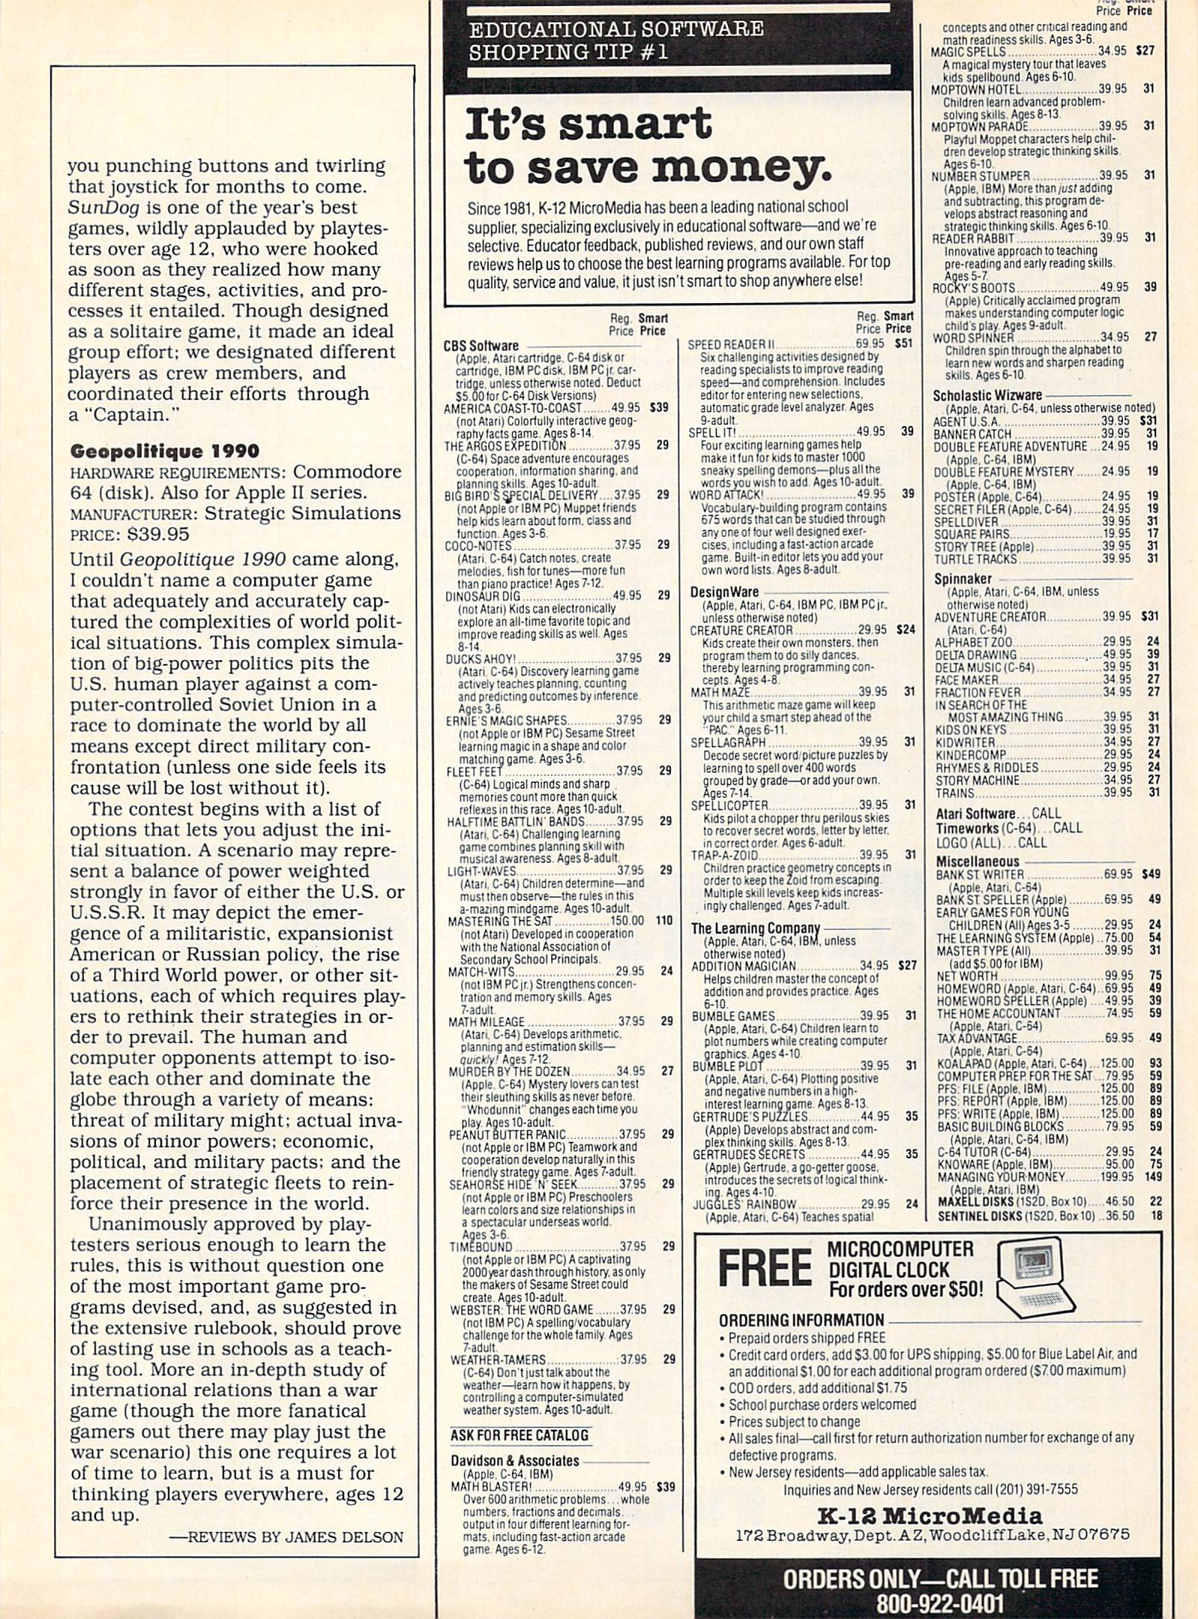 you punching buttons and twirling
that joystick for months to come.
SunDog is one of the year's best
games, wildly applauded by playtes-
ters over age 12, who were hooked
as soon as they realized how many
different stages, activities, and pro-
cesses it entailed. Though designed
as a solitaire game, it made an ideal
group effort; we designated different
players as crew members, and
coordinated their efforts through
a “Captain.”
Geopolitique 1990
HARDWARE REQUIREMENTS: Commodore
64 (disk). Also for Apple II series.
MANUFACTURER: Strategic Simulations
PRICE: $39.95
Until Geopolitique 1990 came along,
I couldn't name a computer game
that adequately and accurately cap-
tured the complexities of world polit-
ical situations. This complex simula-
tion of big-power politics pits the
U.S. human player against a com-
puter-controlled Soviet Union in a
race to dominate the world by all
means except direct military con-
frontation (unless one side feels its
cause will be lost without it).
The contest begins with a list of
options that lets you adjust the ini-
tial situation. A scenario may repre-
sent a balance of power weighted
strongly in favor of either the U.S. or
U.S.S.R. It may depict the emer-
gence of a militaristic, expansionist
American or Russian policy, the rise
of a Third World power, or other sit-
uations, each of which requires play-
ers to rethink their strategies in or-
der to prevail. The human and
computer opponents attempt to iso-
late each other and dominate the
globe through a variety of means:
threat of military might; actual inva-
sions of minor powers; economic,
political, and military pacts; and the
placement of strategic fleets to rein-
force their presence in the world.
Unanimously approved by play-
testers serious enough to learn the
rules, this is without question one
of the most important game pro-
grams devised, and, as suggested in
the extensive rulebook, should prove
of lasting use in schools as a teach-
ing tool. More an in-depth study of
international relations than a war
game (though the more fanatical
gamers out there may play just the
war scenario) this one requires a lot
of time to learn, but is a must for
thinking players everywhere, ages 12
and up.
—REVIEWS BY JAMES DELSON
EDUCATIONAL SOFTWARE
SHOPPING TIP #1
It's smart
to save money.
Since 1981, K-12 MicroMedia has been a leading national school
supplier, specializing exclusively in educational software—and we're
selective. Educator feedback, published reviews, and our own staff
reviews help us to choose the best learning programs available. For top
quality, service and value, it just isn't smart to shop anywhere else!
Reg. Smart
Price Price
CBS Software
(Apple, Atari cartridge, C-64 disk or
cartridge, IBM PC disk, IBM PC jr. car-
tridge, unless otherwise noted. Deduct
$5.00 for C-64 Disk Versions)
AMERICA COAST-TO-COAST........49.95 $39
(not Atari) Colorfully interactive geog-
raphy facts game. Ages 8-14.
THE ARGOS EXPEDITION..............37.95 29
(C-64) Space adventure encourages
cooperation, information sharing, and
planning skills. Ages 10-adult.
BIG BIRD'S SPECIAL DELIVERY....37.95 29
(not Apple or IBM PC) Muppet friends
help kids learn about form, class and
function. Ages 3-6.
COCO-NOTES..............37.95 29
(Atari, C-64) Catch notes, create
melodies, fish for tunes—more fun
than piano practice! Ages 7-12.
DINOSAUR DIG..............49.95 29
(not Atari) Kids can electronically
explore an all-time favorite topic and
improve reading skills as well. Ages
8-14.
DUCKS AHOY!..............37.95 29
(Atari, C-64) Discovery learning game
actively teaches planning, counting
and predicting outcomes by inference.
Ages 3-6.
ERNIE'S MAGIC SHAPES..............37.95 29
(not Apple or IBM PC) Sesame Street
learning magic in a shape and color
matching game. Ages 3-6.
FLEET FEET..............37.95 29
(C-64) Logical minds and sharp
memories count more than quick
reflexes in this race. Ages 10-adult.
HALFTIME BATTLIN' BANDS........37.95 29
(Atari, C-64) Challenging learning
game combines planning skill with
musical awareness. Ages 8-adult.
LIGHT-WAVES..............37.95 29
(Atari, C-64) Children determine—and
must then observe—the rules in this
a-mazing mindgame. Ages 10-adult.
MASTERING THE SAT..............150.00 110
(not Atari) Developed in cooperation
with the National Association of
Secondary School Principals.
MATCH-WITS..............29.95 24
(not IBM PC jr.) Strengthens concen-
tration and memory skills. Ages
7-adult.
MATH MILEAGE..............37.95 29
(Atari, C-64) Develops arithmetic,
planning and estimation skills—
quickly! Ages 7-12.
MURDER BY THE DOZEN..............34.95 27
(Apple, C-64) Mystery lovers can test
their sleuthing skills as never before.
“Whodunnit” changes each time you
play. Ages 10-adult.
PEANUT BUTTER PANIC..............37.95 29
(not Apple or IBM PC) Teamwork and
cooperation develop naturally in this
friendly strategy game. Ages 7-adult.
SEAHORSE HIDE 'N' SEEK..........37.95 29
(not Apple or IBM PC) Preschoolers
learn colors and size relationships in
a spectacular underseas world.
Ages 3-6.
TIMEBOUND..............37.95 29
(not Apple or IBM PC) A captivating
2000 year dash through history, as only
the makers of Sesame Street could
create. Ages 10-adult.
WEBSTER: THE WORD GAME......37.95 29
(not IBM PC) A spelling/vocabulary
challenge for the whole family. Ages
7-adult.
WEATHER-TAMERS..............37.95 29
(C-64) Don't just talk about the
weather—learn how it happens, by
controlling a computer-simulated
weather system. Ages 10-adult.
ASK FOR FREE CATALOG
Davidson & Associates
(Apple, C-64, IBM)
MATH BLASTER!..............49.95 $39
Over 600 arithmetic problems...whole
numbers, fractions and decimals...
output in four different learning for-
mats, including fast-action arcade
game. Ages 6-12.
Reg. Smart
Price Price
SPEED READER II..............69.95 $51
Six challenging activities designed by
reading specialists to improve reading
speed—and comprehension. Includes
editor for entering new selections,
automatic grade level analyzer. Ages
9-adult.
SPELL IT!..............49.95 39
Four exciting learning games help
make it fun for kids to master 1000
sneaky spelling demons—plus all the
words you wish to add. Ages 10-adult.
WORD ATTACK!..............49.95 39
Vocabulary-building program contains
675 words that can be studied through
any one of four well designed exer-
cises, including a fast-action arcade
game. Built-in editor lets you add your
own word lists. Ages 8-adult.
DesignWare
(Apple, Atari, C-64, IBM PC, IBM PC jr.,
unless otherwise noted)
CREATURE CREATOR..............29.95 $24
Kids create their own monsters, then
program them to do silly dances,
thereby learning programming con-
cepts. Ages 4-8.
MATH MAZE..............39.95 31
This arithmetic maze game will keep
your child a smart step ahead of the
“PAC.” Ages 6-11.
SPELLAGRAPH..............39.95 31
Decode secret word/picture puzzles by
learning to spell over 400 words
grouped by grade—or add your own.
Ages 7-14.
SPELLICOPTER..............39.95 31
Kids pilot a chopper thru perilous skies
to recover secret words, letter by letter,
in correct order. Ages 6-adult.
TRAP-A-ZOID..............39.95 31
Children practice geometry concepts in
order to keep the Zoid from escaping.
Multiple skill levels keep kids increas-
ingly challenged. Ages 7-adult.
The Learning Company
(Apple, Atari, C-64, IBM, unless
otherwise noted)
ADDITION MAGICIAN..............34.95 $27
Helps children master the concept of
addition and provides practice. Ages
6-10.
BUMBLE GAMES..............39.95 31
(Apple, Atari, C-64) Children learn to
plot numbers while creating computer
graphics. Ages 4-10.
BUMBLE PLOT..............39.95 31
(Apple, Atari, C-64) Plotting positive
and negative numbers in a high-
interest learning game. Ages 8-13.
GERTRUDE'S PUZZLES..............44.95 35
(Apple) Develops abstract and com-
plex thinking skills. Ages 8-13.
GERTRUDES SECRETS..............44.95 35
(Apple) Gertrude, a go-getter goose,
introduces the secrets of logical think-
ing. Ages 4-10.
JUGGLES' RAINBOW..............29.95 24
(Apple, Atari, C-64) Teaches spatial
Reg. Smart
Price Price
concepts and other critical reading and
math readiness skills. Ages 3-6.
MAGIC SPELLS..............34.95 $27
A magical mystery tour that leaves
kids spellbound. Ages 6-10.
MOPTOWN HOTEL..............39.95 31
Children learn advanced problem-
solving skills. Ages 8-13.
MOPTOWN PARADE..............39.95 31
Playful Moppet characters help chil-
dren develop strategic thinking skills.
Ages 6-10.
NUMBER STUMPER..............39.95 31
(Apple, IBM) More than just adding
and subtracting, this program de-
velops abstract reasoning and
strategic thinking skills. Ages 6-10.
READER RABBIT..............39.95 31
Innovative approach to teaching
pre-reading and early reading skills.
Ages 5-7.
ROCKY'S BOOTS..............49.95 39
(Apple) Critically acclaimed program
makes understanding computer logic
child's play. Ages 9-adult.
WORD SPINNER..............34.95 27
Children spin through the alphabet to
learn new words and sharpen reading
skills. Ages 6-10.
Scholastic Wizware
(Apple, Atari, C-64, unless otherwise noted)
AGENT U.S.A...............39.95 $31
BANNER CATCH..............39.95 31
DOUBLE FEATURE ADVENTURE...24.95 19
(Apple, C-64, IBM)
DOUBLE FEATURE MYSTERY.......24.95 19
(Apple, C-64, IBM)
POSTER (Apple, C-64)..............24.95 19
SECRET FILER (Apple, C-64)........24.95 19
SPELLDIVER..............39.95 31
SQUARE PAIRS..............19.95 17
STORY TREE (Apple)..............39.95 31
TURTLE TRACKS..............39.95 31
Spinnaker
(Apple, Atari, C-64, IBM, unless
otherwise noted)
ADVENTURE CREATOR..............39.95 $31
(Atari, C-64)
ALPHABET ZOO..............29.95 24
DELTA DRAWING..............49.95 39
DELTA MUSIC (C-64)..............39.95 31
FACE MAKER..............34.95 27
FRACTION FEVER..............34.95 27
IN SEARCH OF THE
MOST AMAZING THING..........39.95 31
KIDS ON KEYS..............39.95 31
KIDWRITER..............34.95 27
KINDERCOMP..............29.95 24
RHYMES & RIDDLES..............29.95 24
STORY MACHINE..............34.95 27
TRAINS..............39.95 31
Atari Software...CALL
Timeworks (C-64)...CALL
LOGO (ALL)...CALL
Miscellaneous
BANK ST WRITER..............69.95 $49
(Apple, Atari, C-64)
BANK ST SPELLER (Apple)........69.95 49
EARLY GAMES FOR YOUNG
CHILDREN (All) Ages 3-5........29.95 24
THE LEARNING SYSTEM (Apple)..75.00 54
MASTER TYPE (All)..............39.95 31
(add $5.00 for IBM)
NET WORTH..............99.95 75
HOMEWORD (Apple, Atari, C-64)..69.95 49
HOMEWORD SPELLER (Apple)....49.95 39
THE HOME ACCOUNTANT..........74.95 59
(Apple, Atari, C-64)
TAX ADVANTAGE..............69.95 49
(Apple, Atari, C-64)
KOALAPAD (Apple, Atari, C-64)...125.00 93
COMPUTER PREP. FOR THE SAT...79.95 59
PFS: FILE (Apple, IBM)..............125.00 89
PFS: REPORT (Apple, IBM)........125.00 89
PFS: WRITE (Apple, IBM)..........125.00 89
BASIC BUILDING BLOCKS..........79.95 59
(Apple, Atari, C-64, IBM)
C-64 TUTOR (C-64)..............29.95 24
KNOWARE (Apple, IBM)..............95.00 75
MANAGING YOUR MONEY........199.95 149
(Apple, Atari, IBM)
MAXELL DISKS (1S2D, Box 10).....46.50 22
SENTINEL DISKS (1S2D, Box 10)..36.50 18
FREE
MICROCOMPUTER
DIGITAL CLOCK
For orders over $50!
ORDERING INFORMATION
• Prepaid orders shipped FREE
• Credit card orders, add $3.00 for UPS shipping, $5.00 for Blue Label Air, and
an additional $1.00 for each additional program ordered ($7.00 maximum)
• COD orders, add additional $1.75
• School purchase orders welcomed
• Prices subject to change
• All sales final—call first for return authorization number for exchange of any
defective programs.
• New Jersey residents—add applicable sales tax.
Inquiries and New Jersey residents call (201) 391-7555
K-12 MicroMedia
172 Broadway, Dept. AZ, Woodcliff Lake, NJ 07675
ORDERS ONLY—CALL TOLL FREE
800-922-0401